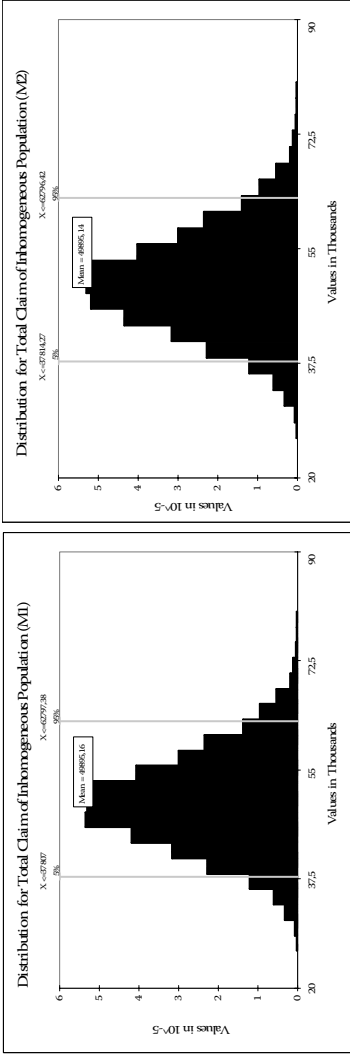 Distribution for Total Claim of Inhomogeneous Population (M1)
X <=37807
5%
X <=62797,38
95%
Mean = 49895,16
Values in 10^-5
6
5
4
3
2
1
0
20
37,5
55
72,5
90
Values in Thousands
Distribution for Total Claim of Inhomogeneous Population (M2)
X <=37814,27
5%
X <=62796,42
95%
Mean = 49895,14
Values in 10^-5
6
5
4
3
2
1
0
20
37,5
55
72,5
90
Values in Thousands